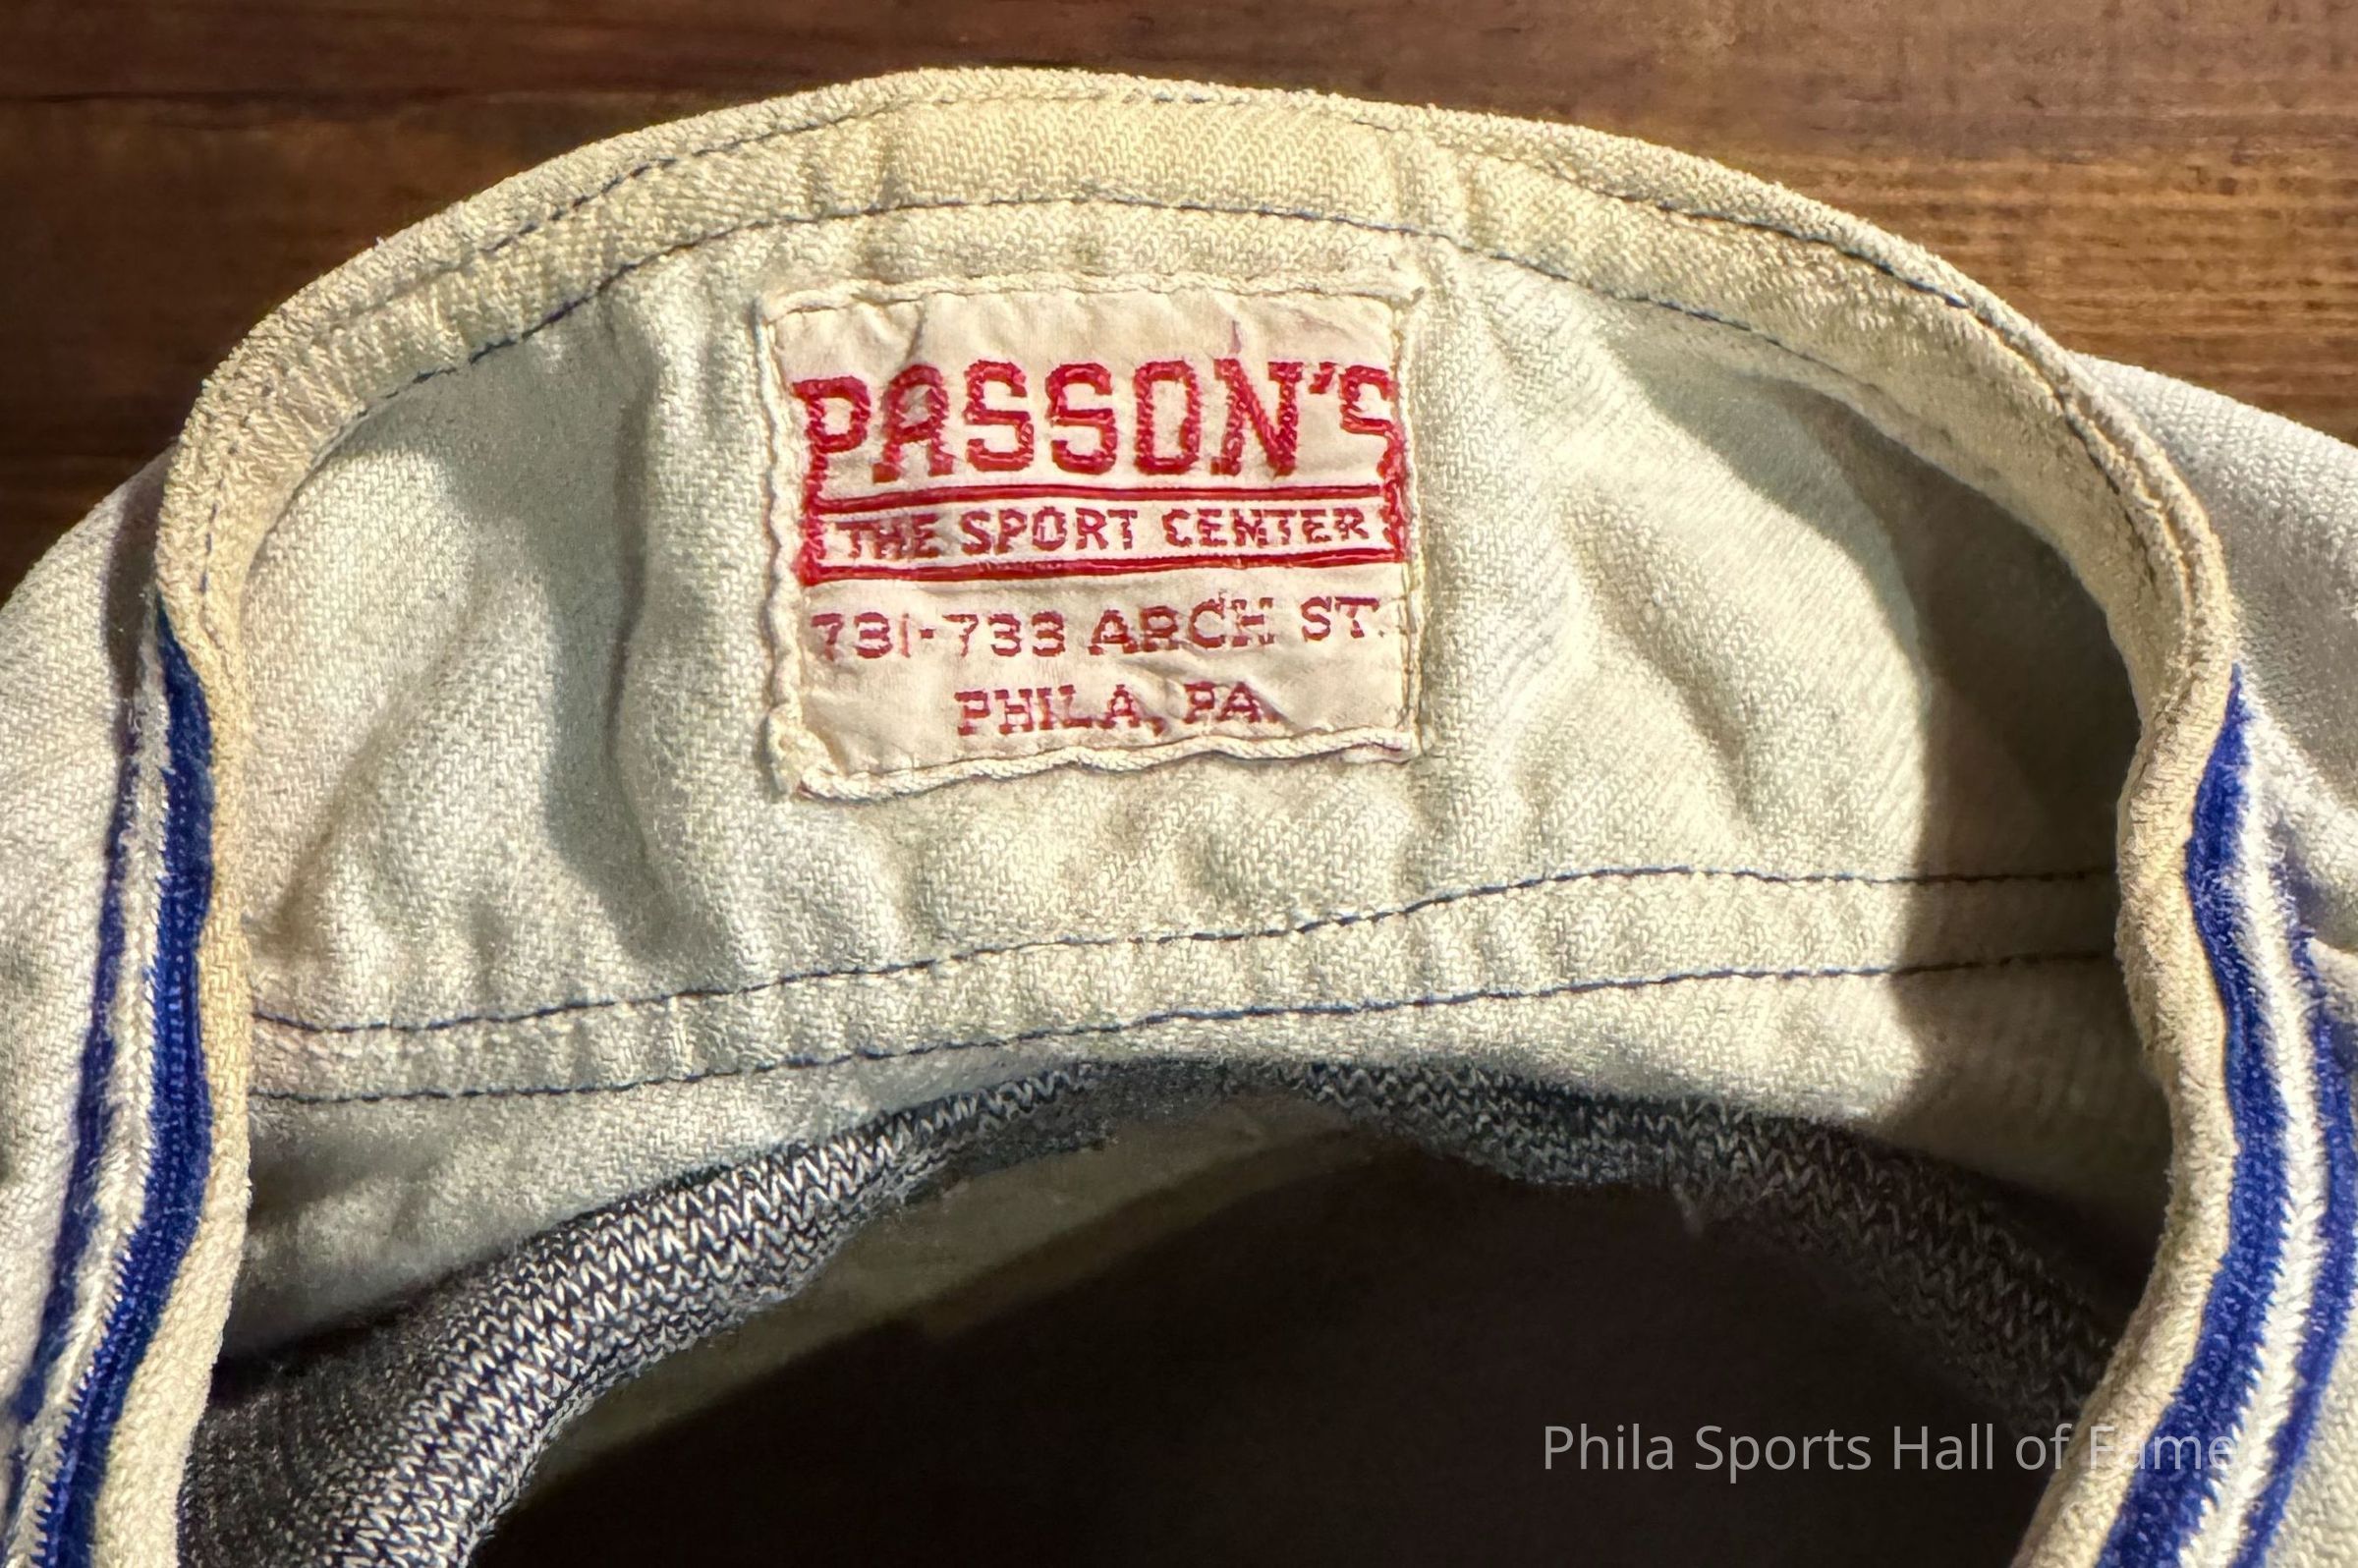 PASSON'S
THE SPORT CENTER
731-733 ARCH ST.
PHILA, PA.
Phila Sports Hall of Fame